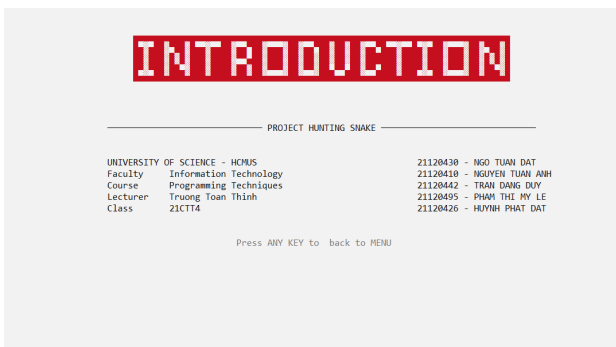 INTRODUCTION
PROJECT HUNTING SNAKE
UNIVERSITY OF SCIENCE - HCMUS
Faculty Information Technology
Course Programming Techniques
Lecturer Truong Toan Thinh
Class 21CTT4
21120430 - NGO TUAN DAT
21120410 - NGUYEN TUAN ANH
21120442 - TRAN DANG DUY
21120495 - PHAM THI MY LE
21120426 - HUYNH PHAT DAT
Press ANY KEY to back to MENU